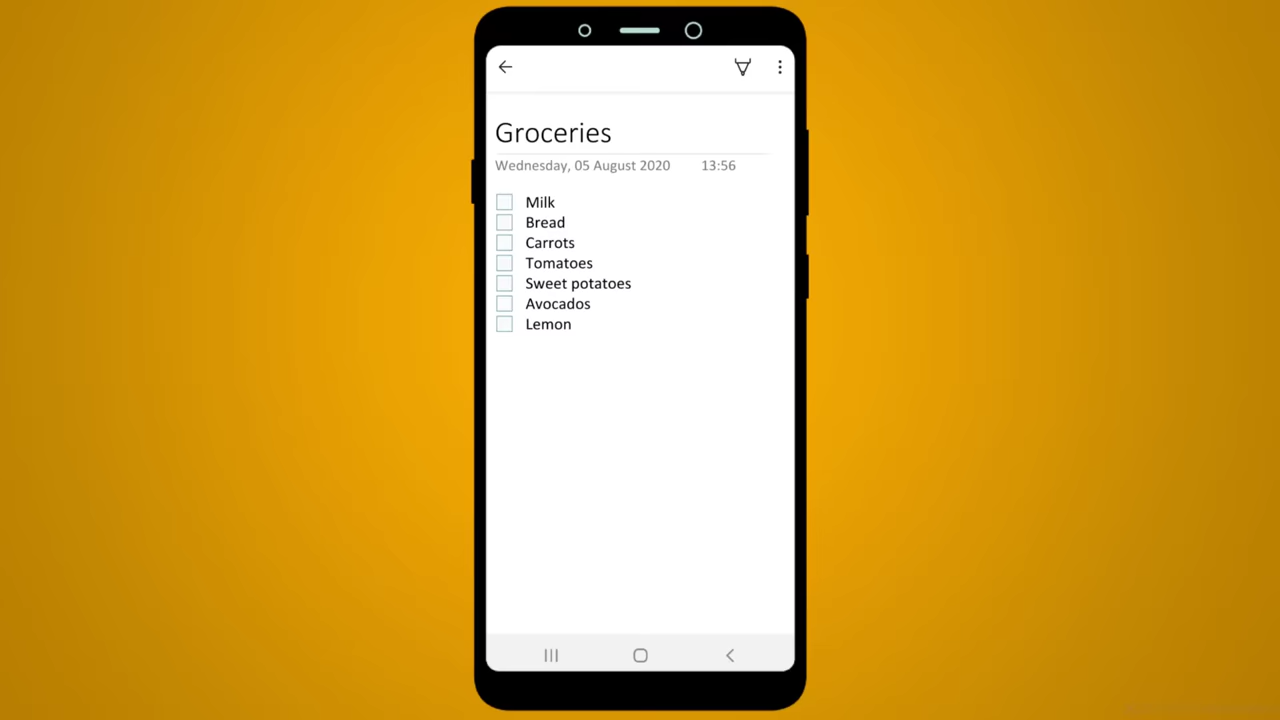 Groceries
Wednesday, 05 August 2020 13:56
Milk
Bread
Carrots
Tomatoes
Sweet potatoes
Avocados
Lemon